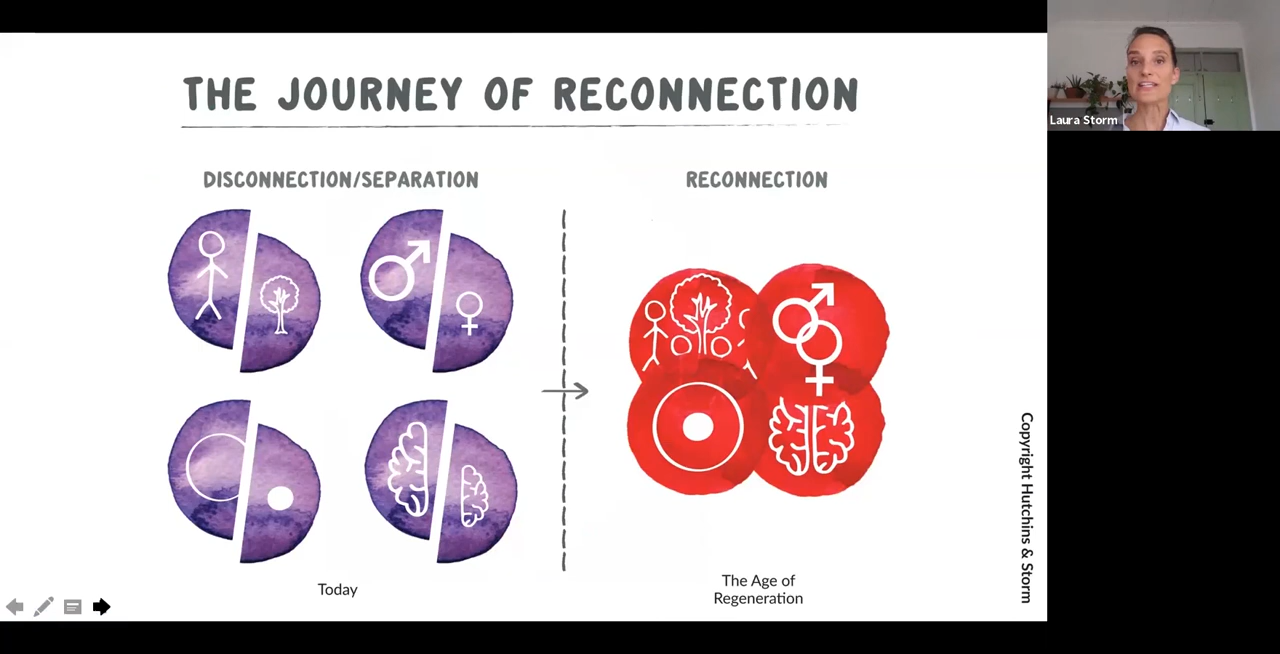 THE JOURNEY OF RECONNECTION
Laura Storm
DISCONNECTION/SEPARATION
RECONNECTION
Today
The Age of
Regeneration
Copyright Hutchins & Storm